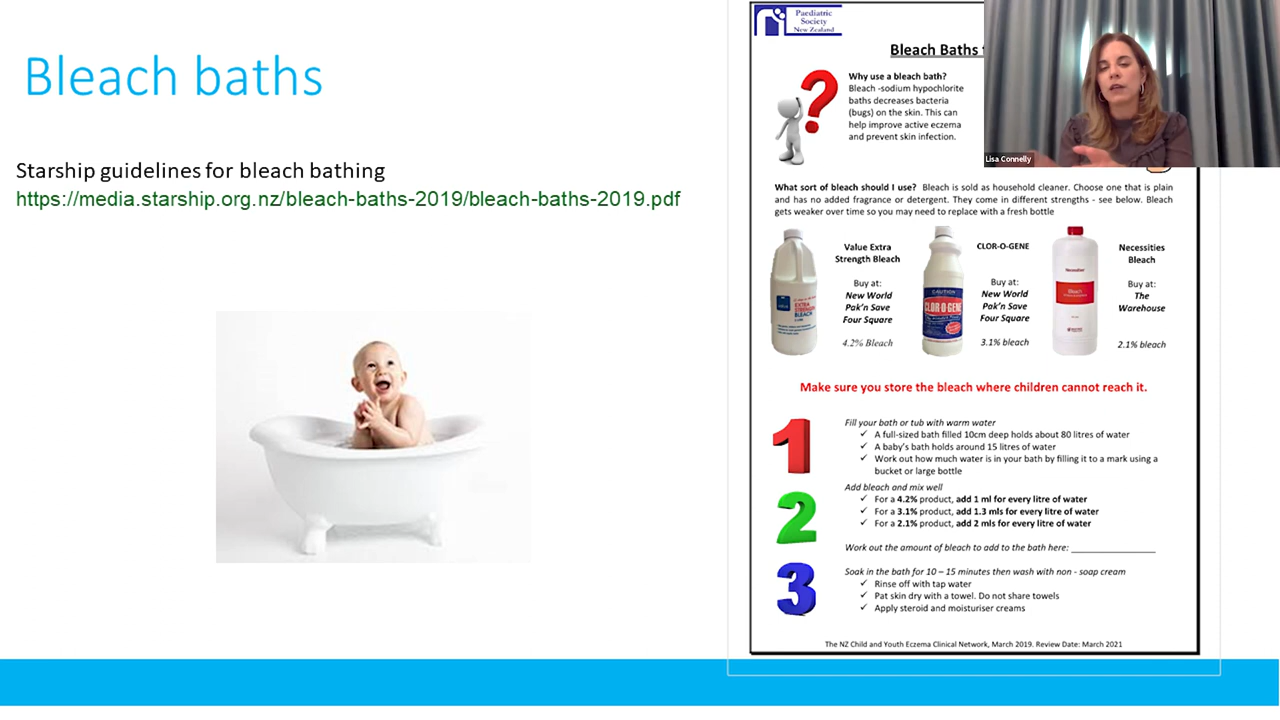 Bleach baths
Starship guidelines for bleach bathing
https://media.starship.org.nz/bleach-baths-2019/bleach-baths-2019.pdf
Paediatric
Society
New Zealand
Bleach Baths
Why use a bleach bath?
Bleach -sodium hypochlorite
baths decreases bacteria
(bugs) on the skin. This can
help improve active eczema
and prevent skin infection.
Lisa Connelly
What sort of bleach should I use? Bleach is sold as household cleaner. Choose one that is plain
and has no added fragrance or detergent. They come in different strengths - see below. Bleach
gets weaker over time so you may need to replace with a fresh bottle
Value Extra
Strength Bleach
Buy at:
New World
Pak'n Save
Four Square
4.2% Bleach
EXTRA
STRENGTH
BLEACH
CLOR-O-GENE
Buy at:
New World
Pak'n Save
Four Square
3.1% bleach
CAUTION
CLOR O GENE
Necessities
Bleach
Buy at:
The
Warehouse
2.1% bleach
Necessities
Bleach
Make sure you store the bleach where children cannot reach it.
1
Fill your bath or tub with warm water
✓ A full-sized bath filled 10cm deep holds about 80 litres of water
✓ A baby's bath holds around 15 litres of water
✓ Work out how much water is in your bath by filling it to a mark using a
bucket or large bottle
2
Add bleach and mix well
✓ For a 4.2% product, add 1 ml for every litre of water
✓ For a 3.1% product, add 1.3 mls for every litre of water
✓ For a 2.1% product, add 2 mls for every litre of water
Work out the amount of bleach to add to the bath here: ___________________
3
Soak in the bath for 10 – 15 minutes then wash with non - soap cream
✓ Rinse off with tap water
✓ Pat skin dry with a towel. Do not share towels
✓ Apply steroid and moisturiser creams
The NZ Child and Youth Eczema Clinical Network, March 2019. Review Date: March 2021